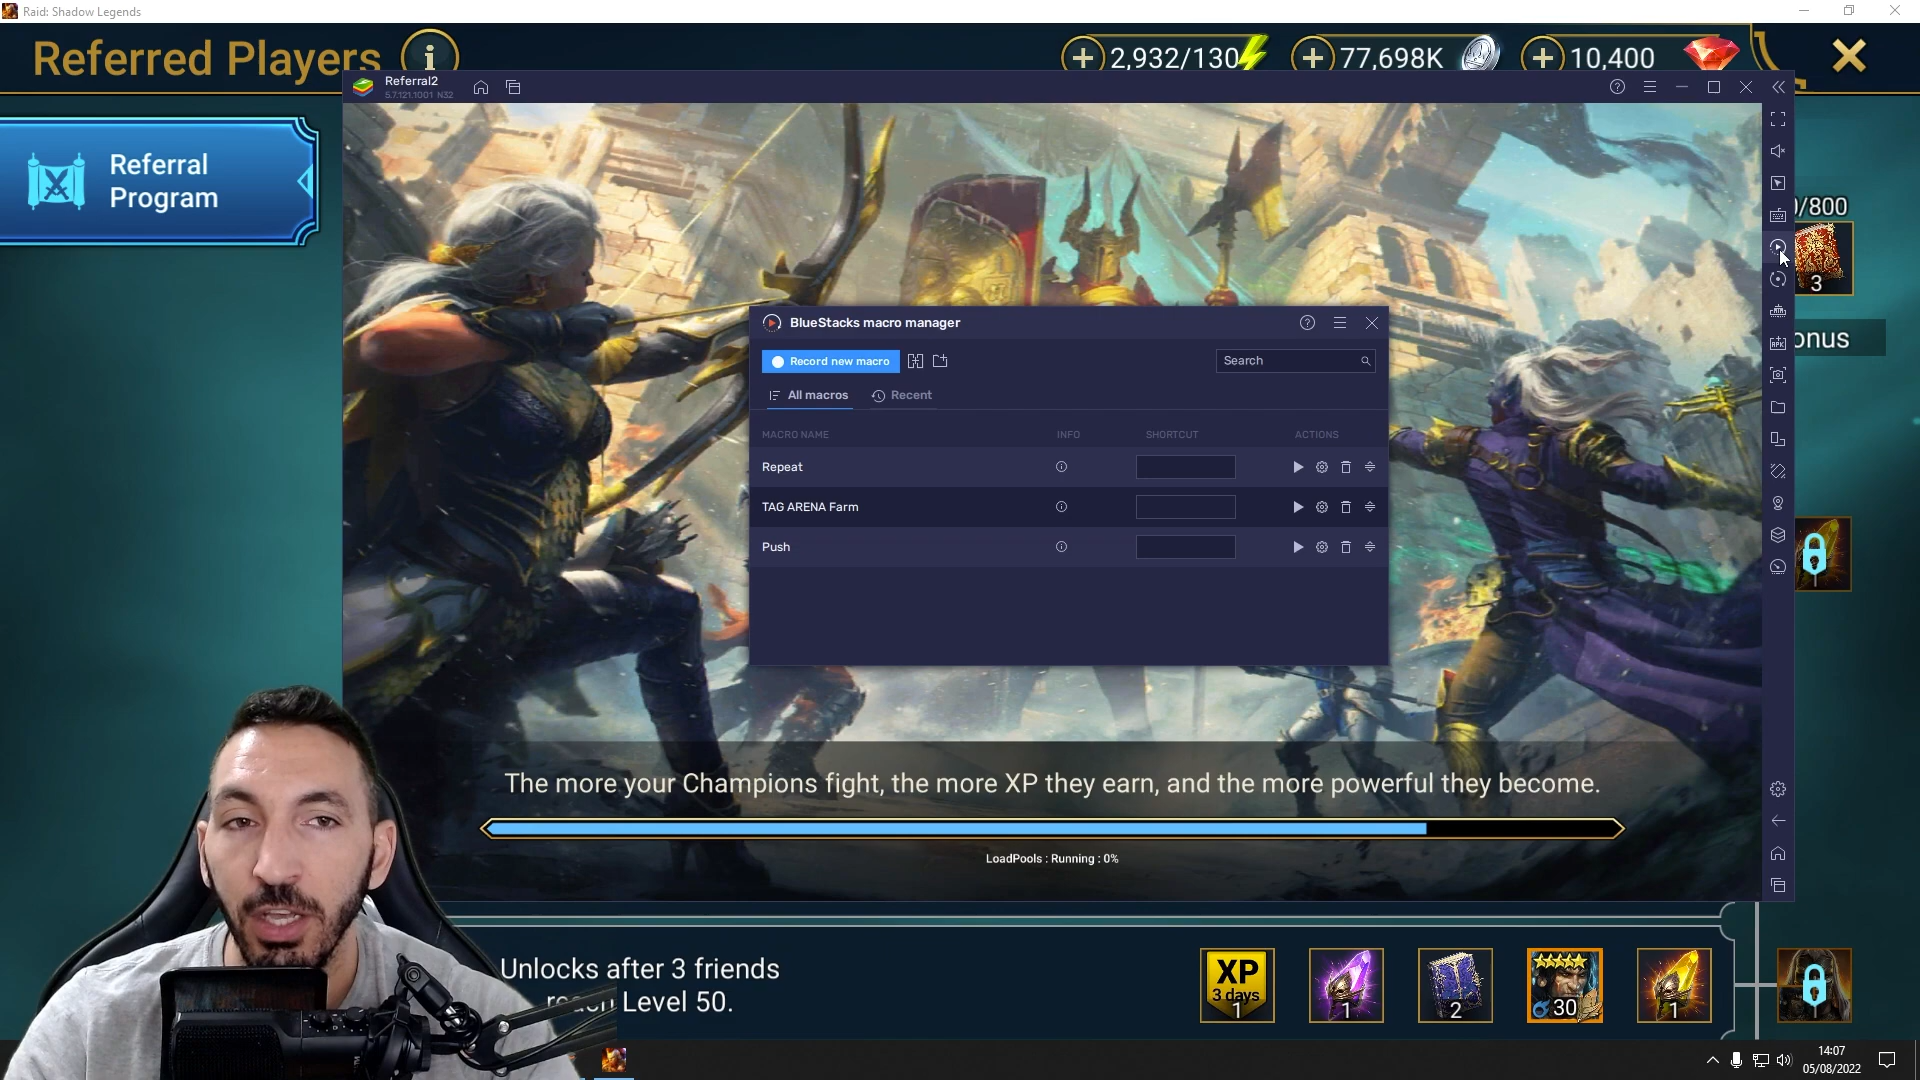 Raid: Shadow Legends
Referred Players
2,932/130
77,698K
10,400
Referral2
5.7.121.1001 N32
Referral
Program
/800
3
onus
BlueStacks macro manager
Record new macro
Search
All macros
Recent
MACRO NAME
INFO
SHORTCUT
ACTIONS
Repeat
TAG ARENA Farm
Push
The more your Champions fight, the more XP they earn, and the more powerful they become.
LoadPools : Running : 0%
Unlocks after 3 friends
Level 50.
XP
3 days
1
1
2
30
1
14:07
05/08/2022